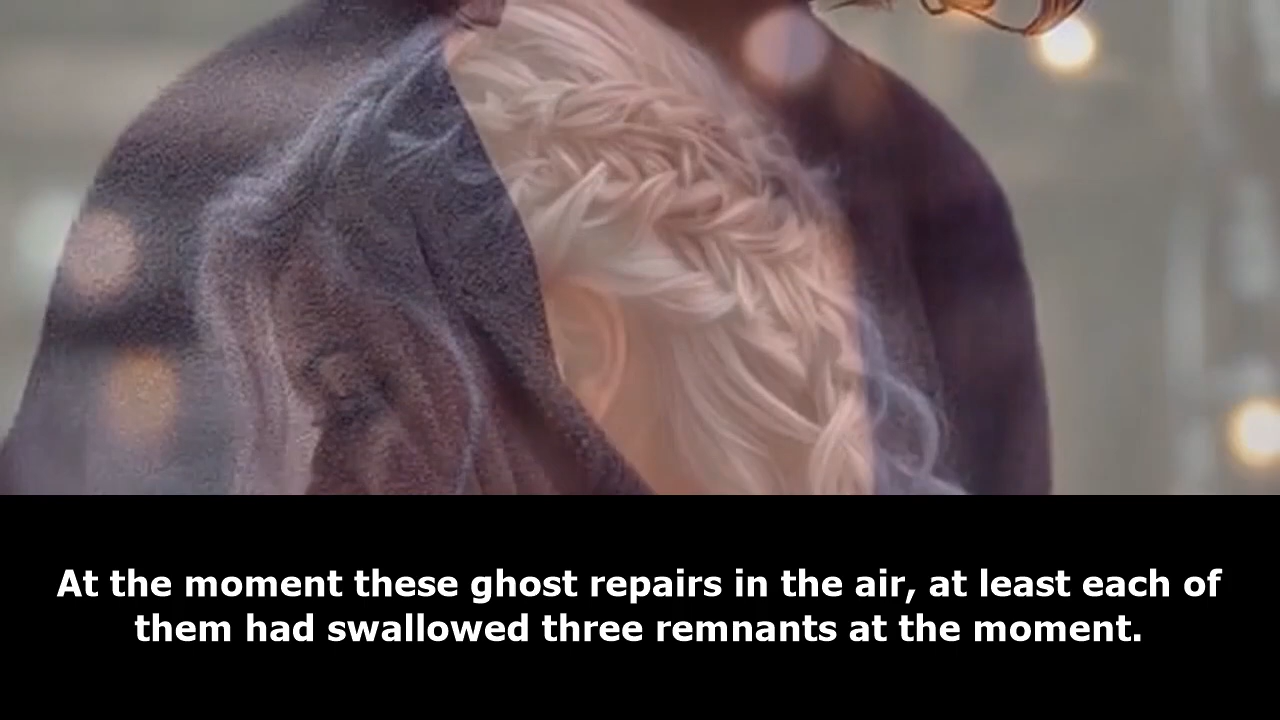 At the moment these ghost repairs in the air, at least each of
them had swallowed three remnants at the moment.